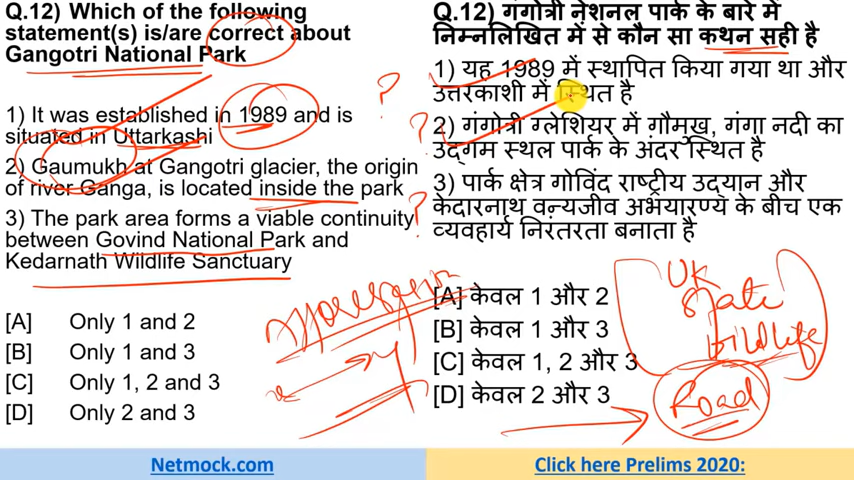 Q.12) Which of the following
statement(s) is/are correct about
Gangotri National Park
1) It was established in 1989 and is
situated in Uttarkashi
2) Gaumukh at Gangotri glacier, the origin
of river Ganga, is located inside the park
3) The park area forms a viable continuity
between Govind National Park and
Kedarnath Wildlife Sanctuary
[A] Only 1 and 2
[B] Only 1 and 3
[C] Only 1, 2 and 3
[D] Only 2 and 3
Q.12) गंगोत्री नेशनल पार्क के बारे में
निम्नलिखित में से कौन सा कथन सही है
1) यह 1989 में स्थापित किया गया था और
उत्तरकाशी में स्थित है
2) गंगोत्री ग्लेशियर में गौमुख, गंगा नदी का
उद्गम स्थल पार्क के अंदर स्थित है
3) पार्क क्षेत्र गोविंद राष्ट्रीय उद्यान और
केदारनाथ वन्यजीव अभयारण्य के बीच एक
व्यवहार्य निरंतरता बनाता है
[A] केवल 1 और 2
[B] केवल 1 और 3
[C] केवल 1, 2 और 3
[D] केवल 2 और 3
? 
?
?
UK
State
Wildlife
Road
Netmock.com
Click here Prelims 2020: